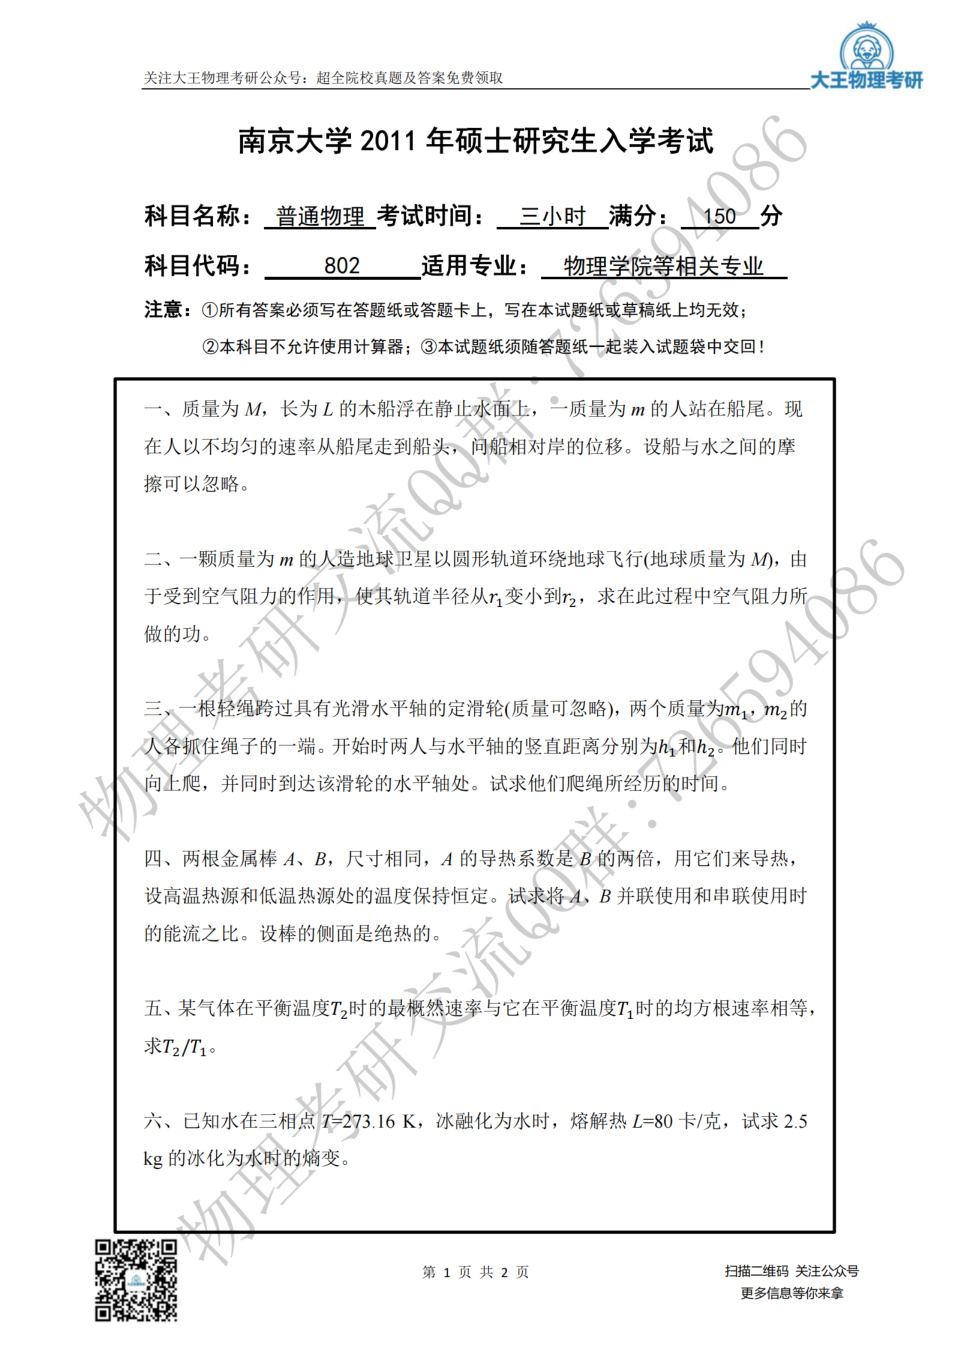 关注大王物理考研公众号：超全院校真题及答案免费领取
大王物理考研
南京大学 2011 年硕士研究生入学考试
科目名称： 普通物理 考试时间： 三小时 满分： 150 分
科目代码： 802 适用专业： 物理学院等相关专业
注意：①所有答案必须写在答题纸或答题卡上，写在本试题纸或草稿纸上均无效；
②本科目不允许使用计算器；③本试题纸须随答题纸一起装入试题袋中交回！
一、质量为 M，长为 L 的木船浮在静止水面上，一质量为 m 的人站在船尾。现
在人以不均匀的速率从船尾走到船头，问船相对岸的位移。设船与水之间的摩
擦可以忽略。
二、一颗质量为 m 的人造地球卫星以圆形轨道环绕地球飞行(地球质量为 M)，由
于受到空气阻力的作用，使其轨道半径从r₁变小到r₂，求在此过程中空气阻力所
做的功。
三、一根轻绳跨过具有光滑水平轴的定滑轮(质量可忽略)，两个质量为m₁，m₂的
人各抓住绳子的一端。开始时两人与水平轴的竖直距离分别为h₁和h₂。他们同时
向上爬，并同时到达该滑轮的水平轴处。试求他们爬绳所经历的时间。
四、两根金属棒 A、B，尺寸相同，A 的导热系数是 B 的两倍，用它们来导热，
设高温热源和低温热源处的温度保持恒定。试求将 A、B 并联使用和串联使用时
的能流之比。设棒的侧面是绝热的。
五、某气体在平衡温度T₂时的最概然速率与它在平衡温度T₁时的均方根速率相等，
求T₂/T₁。
六、已知水在三相点 T=273.16 K，冰融化为水时，熔解热 L=80 卡/克，试求 2.5
kg 的冰化为水时的熵变。
物理考研交流QQ群：726594086
物理考研交流QQ群：726594086
大王物理考研
第 1 页 共 2 页
扫描二维码 关注公众号
更多信息等你来拿